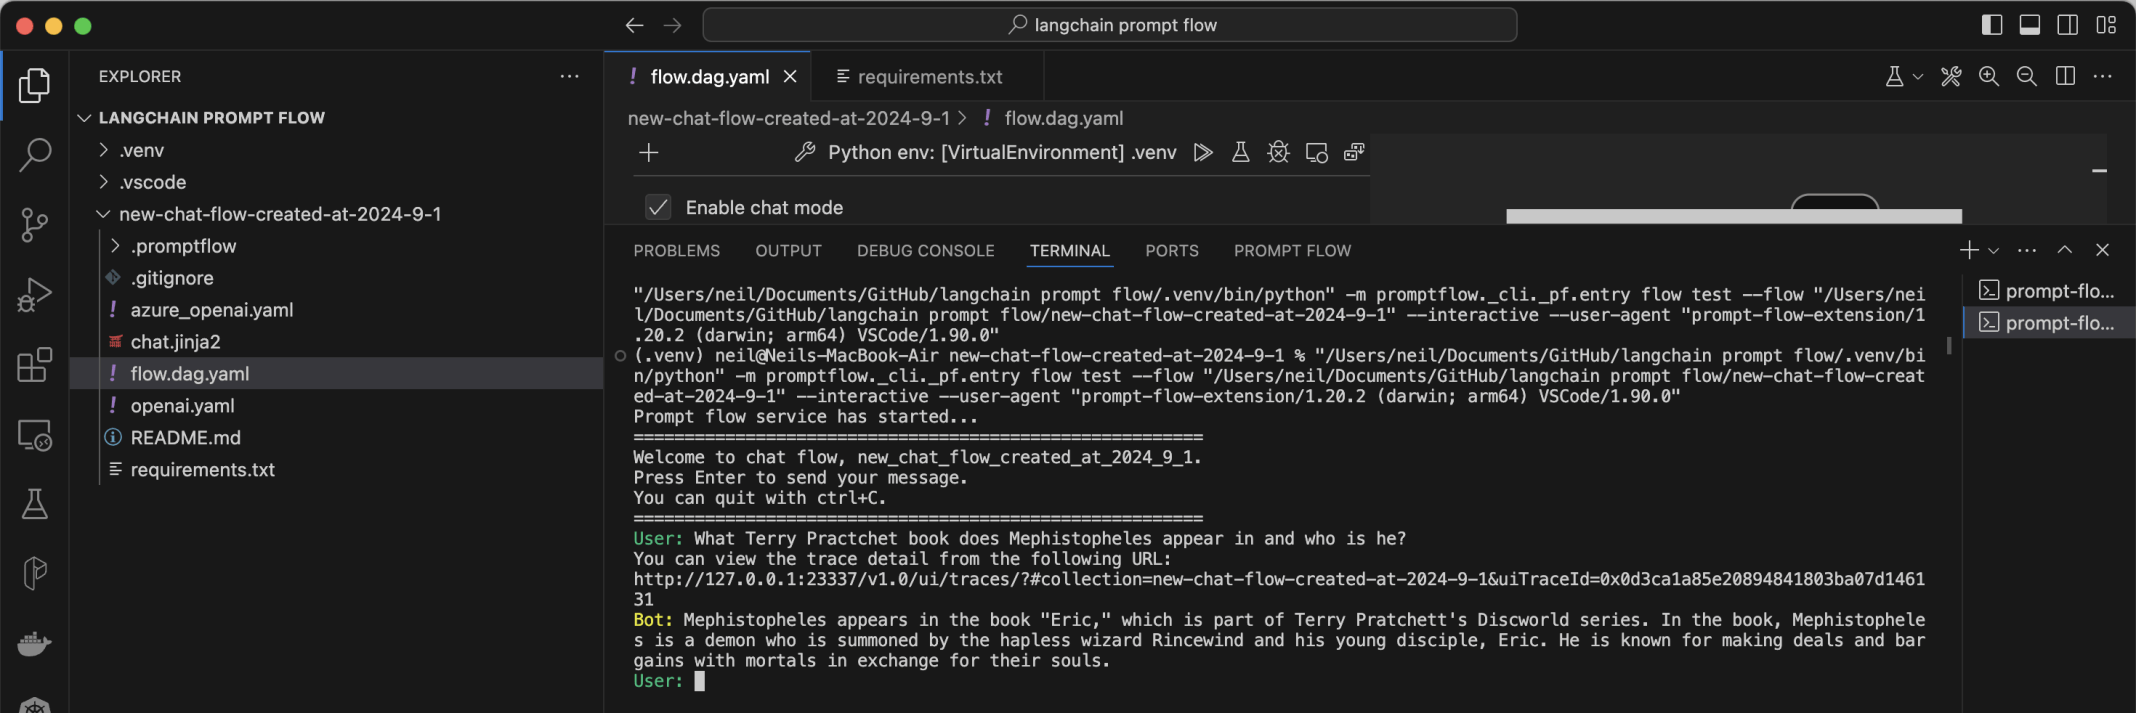 langchain prompt flow
EXPLORER
flow.dag.yaml
requirements.txt
LANGCHAIN PROMPT FLOW
.venv
.vscode
new-chat-flow-created-at-2024-9-1
.promptflow
.gitignore
azure_openai.yaml
chat.jinja2
flow.dag.yaml
openai.yaml
README.md
requirements.txt
new-chat-flow-created-at-2024-9-1 > ! flow.dag.yaml
Python env: [VirtualEnvironment] .venv
Enable chat mode
PROBLEMS OUTPUT DEBUG CONSOLE TERMINAL PORTS PROMPT FLOW
"/Users/neil/Documents/GitHub/langchain prompt flow/.venv/bin/python" -m promptflow._cli._pf.entry flow test --flow "/Users/nei
l/Documents/GitHub/langchain prompt flow/new-chat-flow-created-at-2024-9-1" --interactive --user-agent "prompt-flow-extension/1
.20.2 (darwin; arm64) VSCode/1.90.0"
(.venv) neil@Neils-MacBook-Air new-chat-flow-created-at-2024-9-1 % "/Users/neil/Documents/GitHub/langchain prompt flow/.venv/bi
n/python" -m promptflow._cli._pf.entry flow test --flow "/Users/neil/Documents/GitHub/langchain prompt flow/new-chat-flow-creat
ed-at-2024-9-1" --interactive --user-agent "prompt-flow-extension/1.20.2 (darwin; arm64) VSCode/1.90.0"
Prompt flow service has started...
========================================================
Welcome to chat flow, new_chat_flow_created_at_2024_9_1.
Press Enter to send your message.
You can quit with ctrl+C.
========================================================
User: What Terry Practchet book does Mephistopheles appear in and who is he?
You can view the trace detail from the following URL:
http://127.0.0.1:23337/v1.0/ui/traces/?#collection=new-chat-flow-created-at-2024-9-1&uiTraceId=0x0d3ca1a85e20894841803ba07d1461
31
Bot: Mephistopheles appears in the book "Eric," which is part of Terry Pratchett's Discworld series. In the book, Mephistophele
s is a demon who is summoned by the hapless wizard Rincewind and his young disciple, Eric. He is known for making deals and bar
gains with mortals in exchange for their souls.
User:
prompt-flo...
prompt-flo...